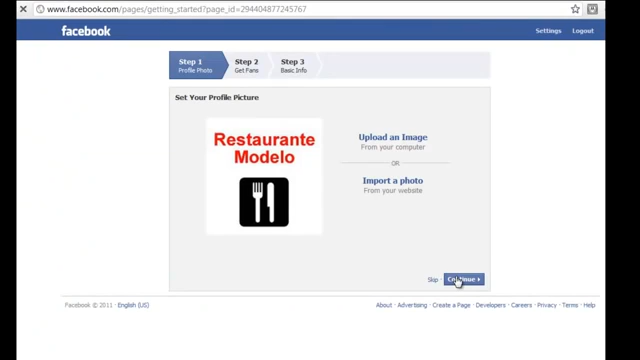 www.facebook.com/pages/getting_started?page_id=294404877245767
facebook
Settings Logout
Step 1
Profile Photo
Step 2
Get Fans
Step 3
Basic Info
Set Your Profile Picture
Restaurante
Modelo
Upload an Image
From your computer
OR
Import a photo
From your website
Skip · Continue
Facebook © 2011 · English (US)
About · Advertising · Create a Page · Developers · Careers · Privacy · Terms · Help